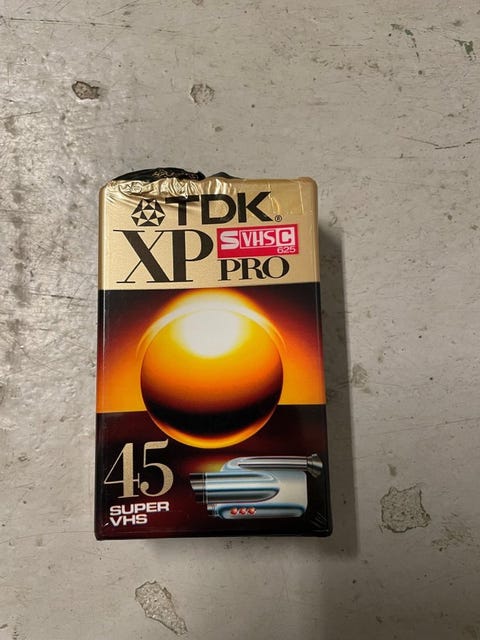 TDK®
XP
S VHS C
625
PRO
45
SUPER
VHS